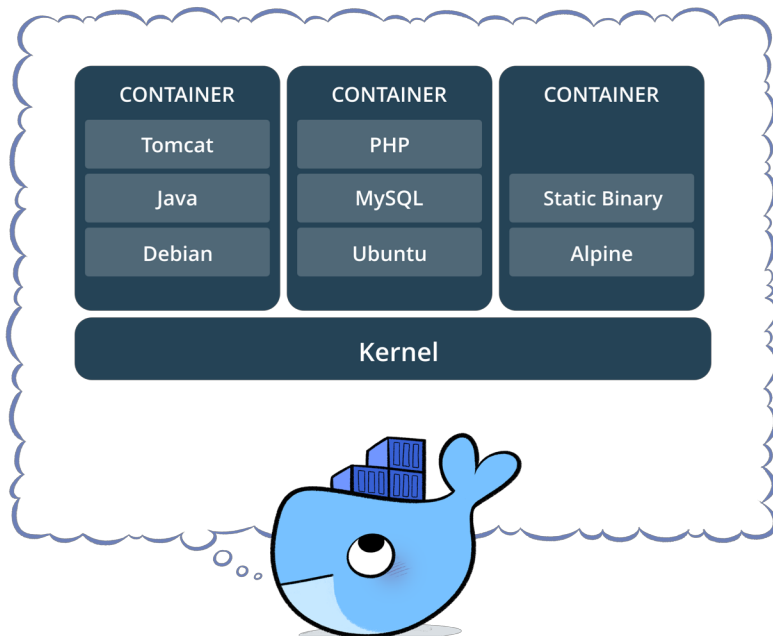 CONTAINER
Tomcat
Java
Debian
CONTAINER
PHP
MySQL
Ubuntu
CONTAINER
Static Binary
Alpine
Kernel